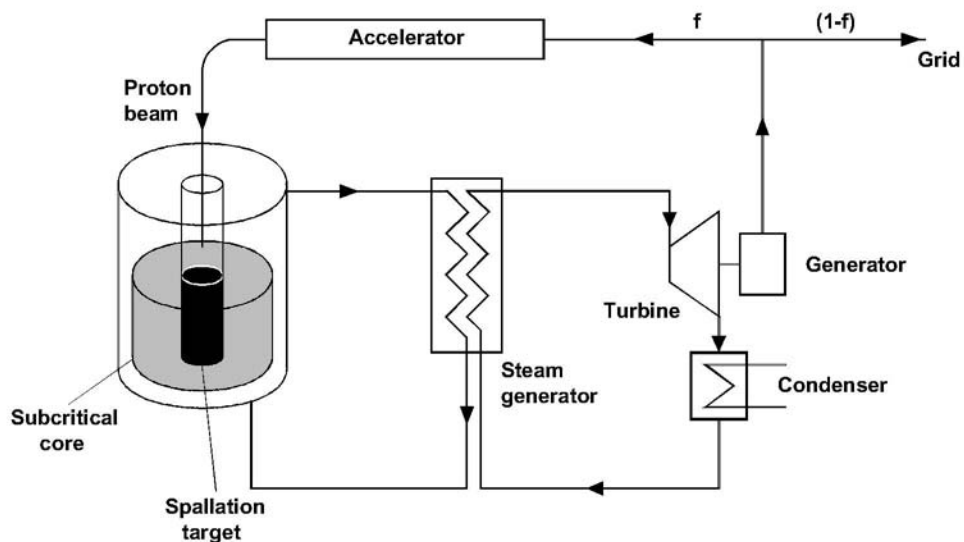 f
(1-f)
Accelerator
Grid
Proton
beam
Generator
Turbine
Steam
generator
Condenser
Subcritical
core
Spallation
target